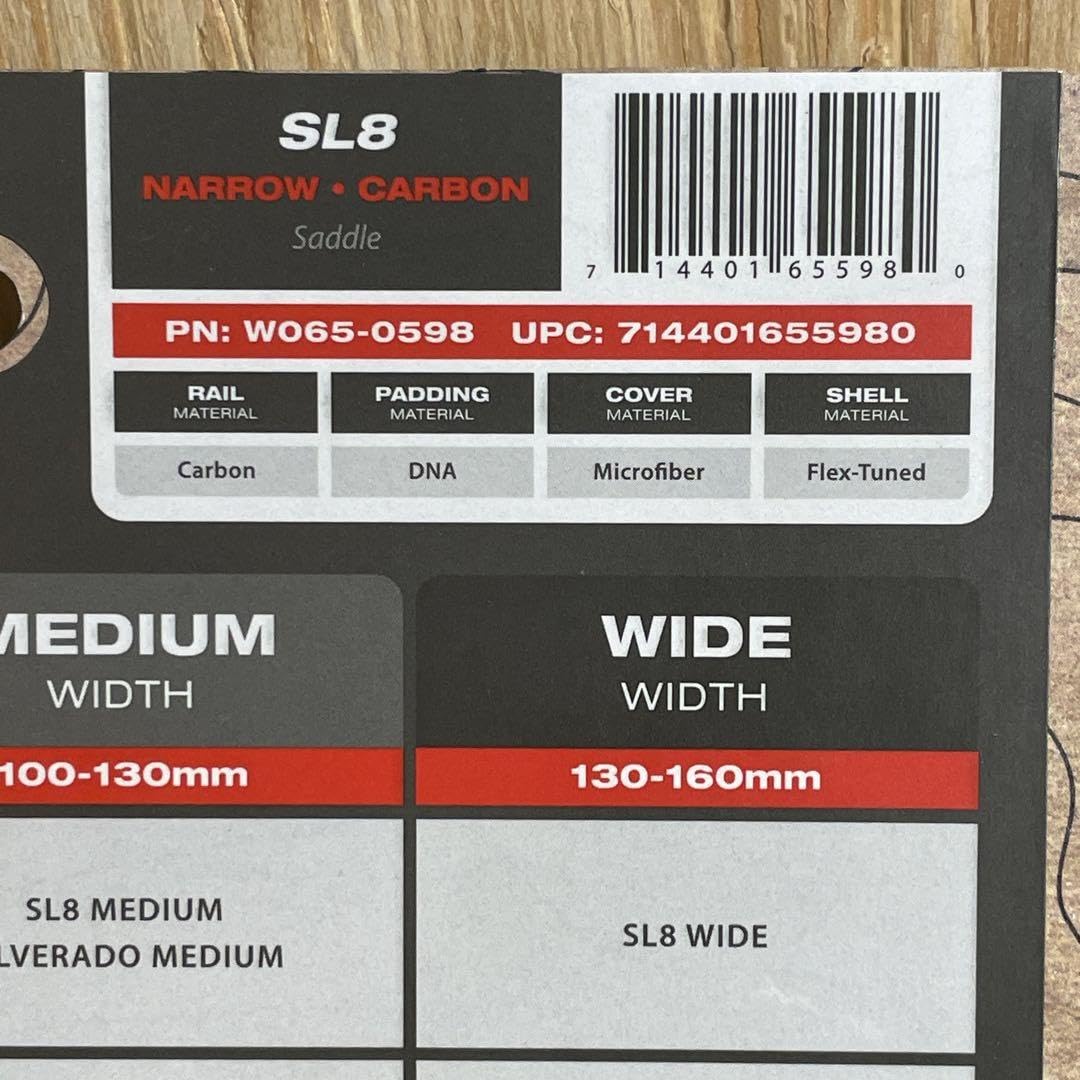 SL8
NARROW • CARBON
Saddle
7 14401 65598 0
PN: W065-0598 UPC: 714401655980
RAIL
MATERIAL
PADDING
MATERIAL
COVER
MATERIAL
SHELL
MATERIAL
Carbon
DNA
Microfiber
Flex-Tuned
MEDIUM
WIDTH
WIDE
WIDTH
100-130mm
130-160mm
SL8 MEDIUM
LVERADO MEDIUM
SL8 WIDE